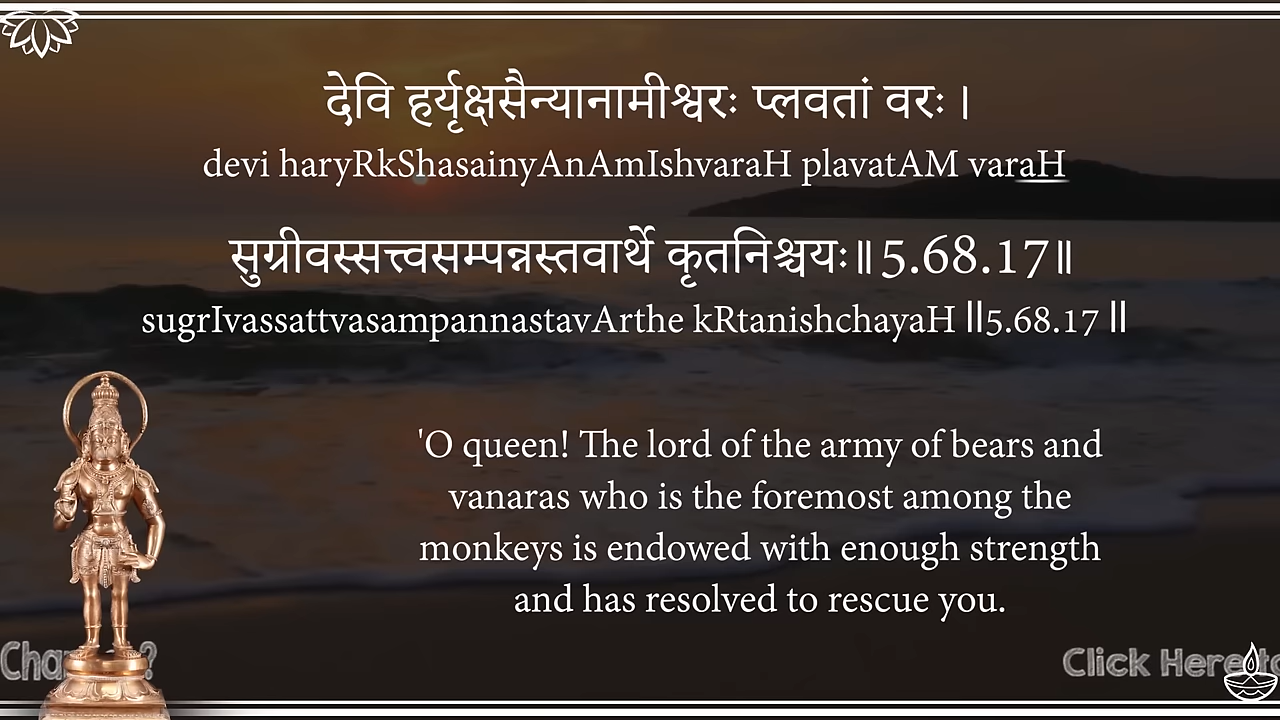 देवि हर्यृक्षसैन्यानामीश्वरः प्लवतां वरः ।
devi haryRkShasainyAnAmIshvaraH plavatAM varaH
सुग्रीवस्सत्त्वसम्पन्नस्तवार्थे कृतनिश्चयः॥5.68.17॥
sugrIvassattvasampannastavArthe kRtanishchayaH ॥5.68.17 ॥
'O queen! The lord of the army of bears and
vanaras who is the foremost among the
monkeys is endowed with enough strength
and has resolved to rescue you.
Click Here to